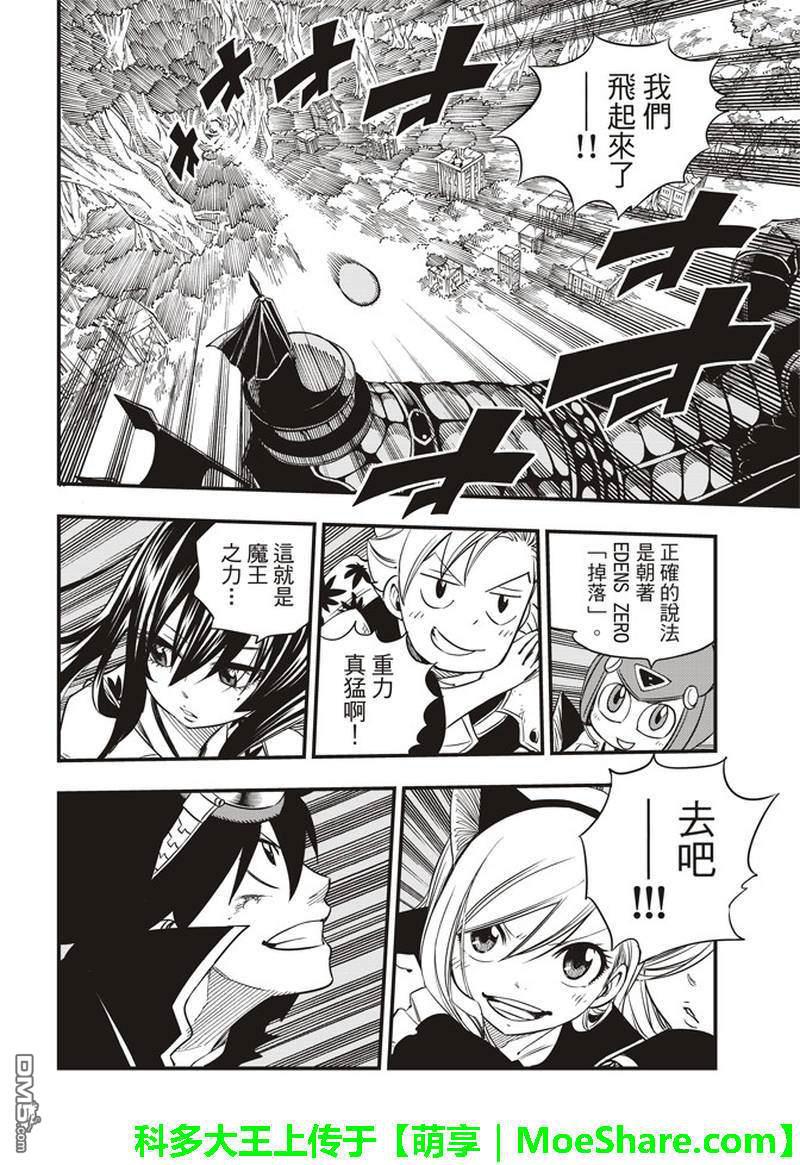 我們
飛起來了
——!!
正確的說法
是朝著
EDENS ZERO
「掉落」。
重力
真猛啊！
這就是
魔王
之力…
去吧
——!!!
DM5
科多大王上传于【萌享 | MoeShare.com】